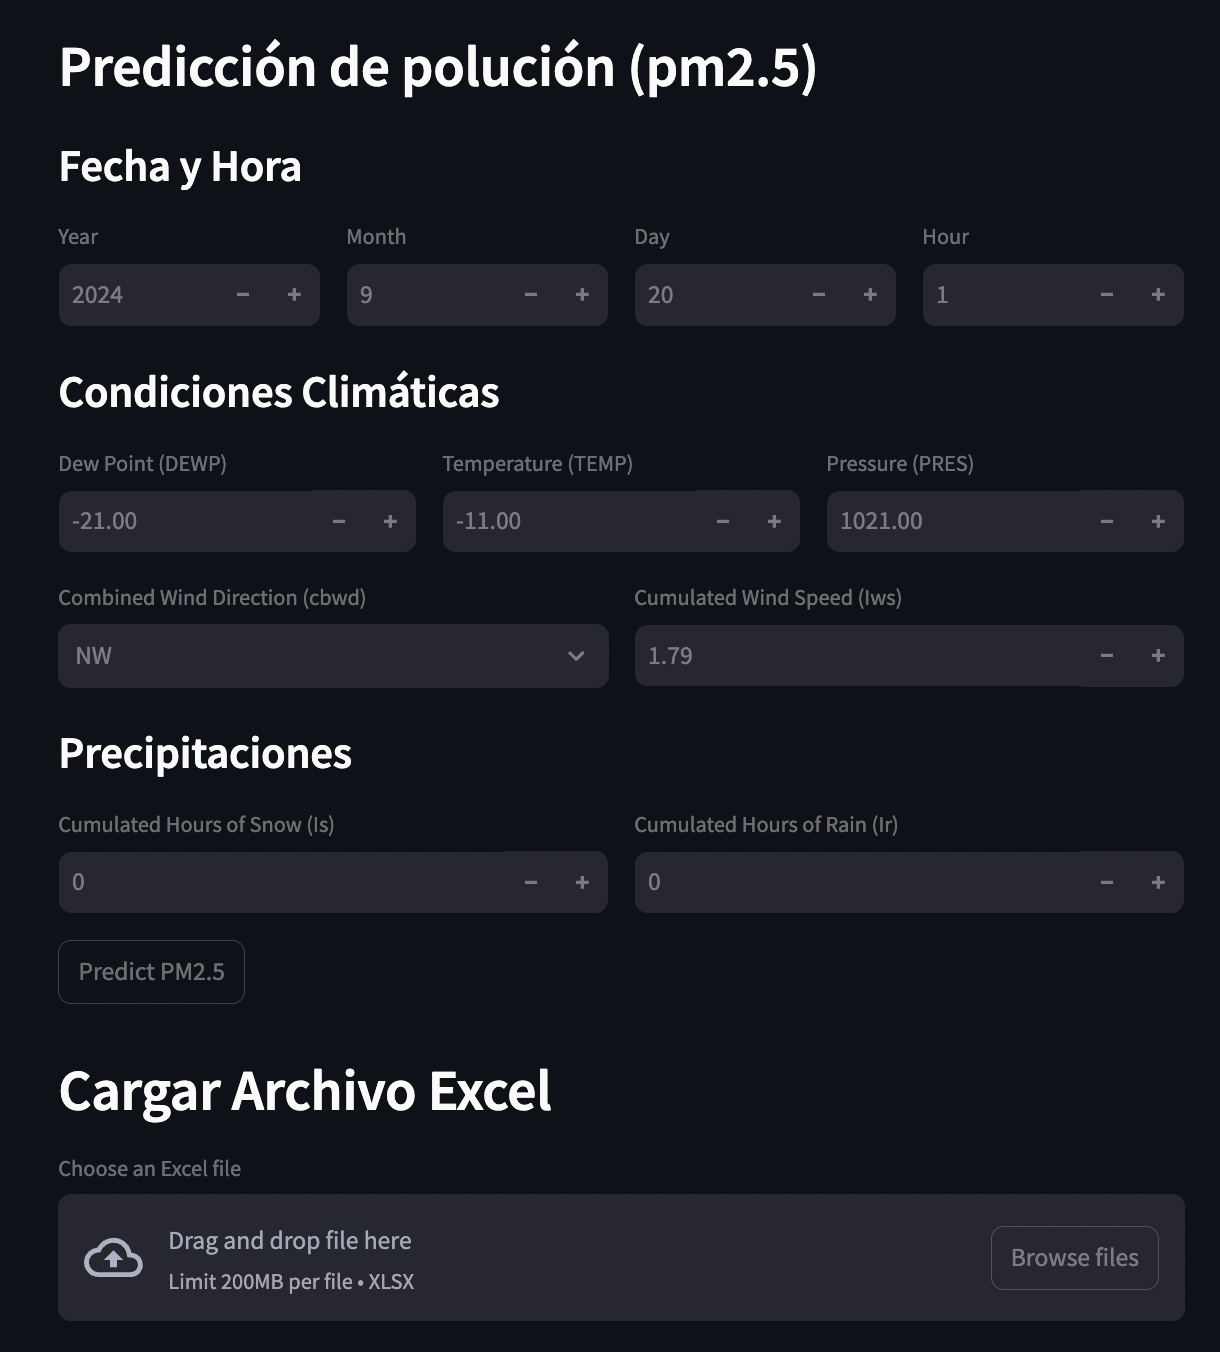 Predicción de polución (pm2.5)
Fecha y Hora
Year Month Day Hour
2024 − + 9 − + 20 − + 1 − +
Condiciones Climáticas
Dew Point (DEWP) Temperature (TEMP) Pressure (PRES)
-21.00 − + -11.00 − + 1021.00 − +
Combined Wind Direction (cbwd) Cumulated Wind Speed (Iws)
NW 1.79 − +
Precipitaciones
Cumulated Hours of Snow (Is) Cumulated Hours of Rain (Ir)
0 − + 0 − +
Predict PM2.5
Cargar Archivo Excel
Choose an Excel file
Drag and drop file here
Limit 200MB per file • XLSX
Browse files